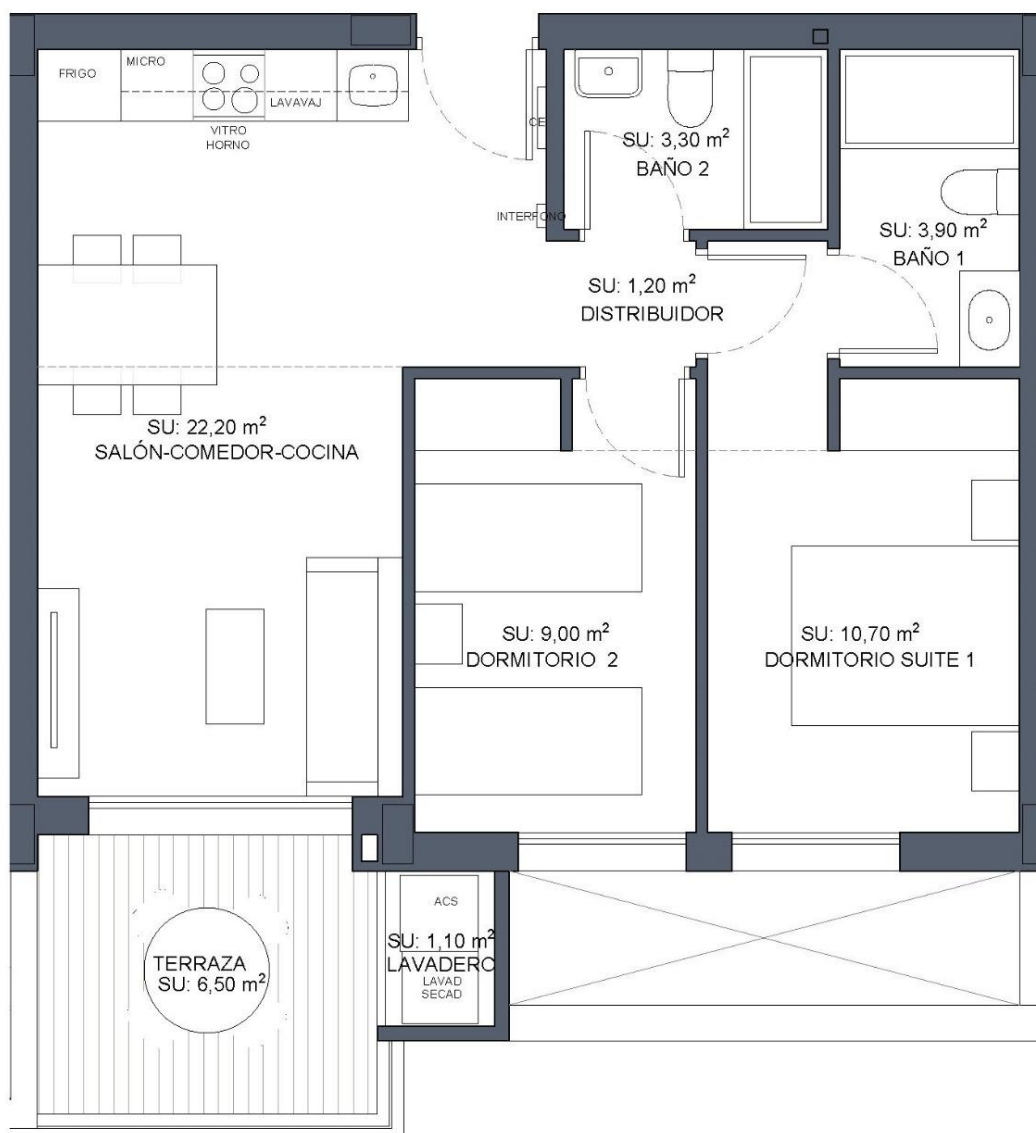 FRIGO
MICRO
LAVAVAJ
VITRO
HORNO
INTERFONO
SU: 3,30 m²
BAÑO 2
SU: 3,90 m²
BAÑO 1
SU: 1,20 m²
DISTRIBUIDOR
SU: 22,20 m²
SALÓN-COMEDOR-COCINA
SU: 9,00 m²
DORMITORIO 2
SU: 10,70 m²
DORMITORIO SUITE 1
TERRAZA
SU: 6,50 m²
ACS
SU: 1,10 m²
LAVADERO
LAVAD
SECAD